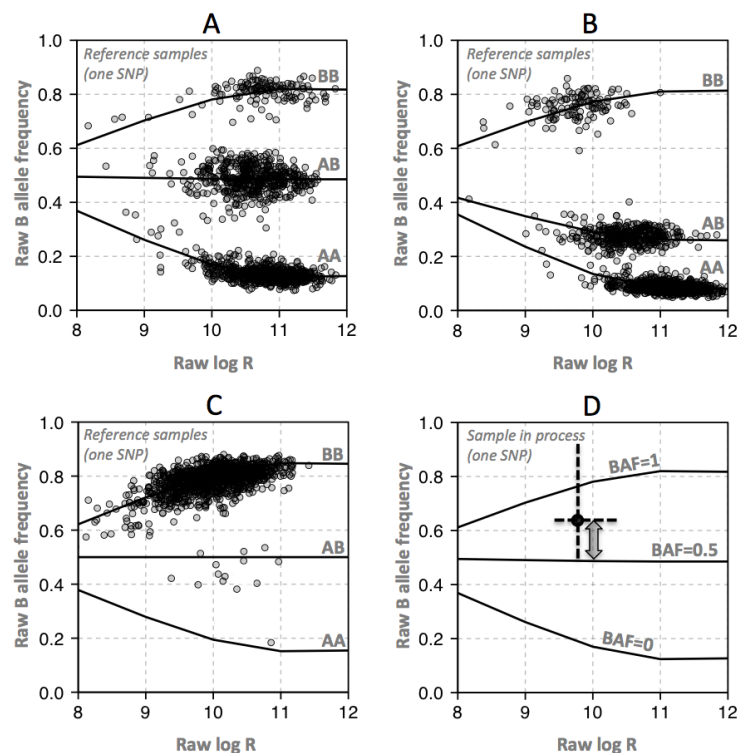 A
Reference samples
(one SNP)
BB
AB
AA
1.0
0.8
0.6
0.4
0.2
0.0
8 9 10 11 12
Raw B allele frequency
Raw log R
B
Reference samples
(one SNP)
BB
AB
AA
1.0
0.8
0.6
0.4
0.2
0.0
8 9 10 11 12
Raw B allele frequency
Raw log R
C
Reference samples
(one SNP)
BB
AB
AA
1.0
0.8
0.6
0.4
0.2
0.0
8 9 10 11 12
Raw B allele frequency
Raw log R
D
Sample in process
(one SNP)
BAF=1
BAF=0.5
BAF=0
1.0
0.8
0.6
0.4
0.2
0.0
8 9 10 11 12
Raw B allele frequency
Raw log R